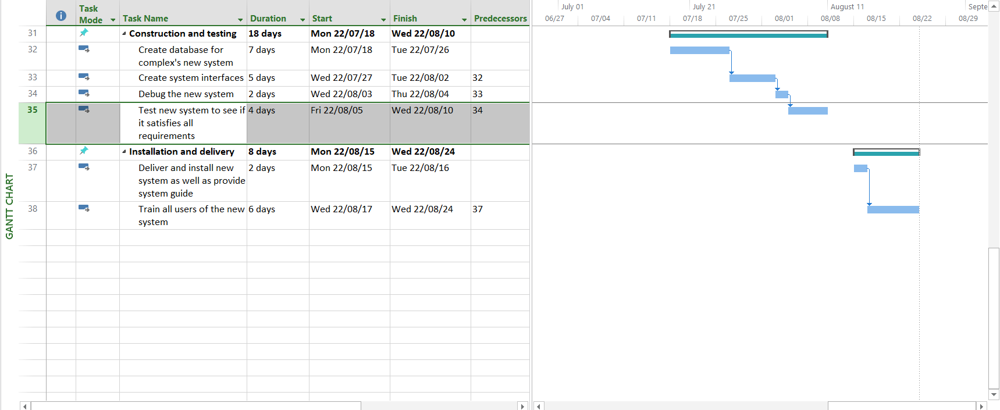 July 01 July 21 August 11 Septe
Task
Mode Task Name Duration Start Finish Predecessors
06/27 07/04 07/11 07/18 07/25 08/01 08/08 08/15 08/22 08/29
31 Construction and testing 18 days Mon 22/07/18 Wed 22/08/10
32 Create database for 7 days Mon 22/07/18 Tue 22/07/26
complex's new system
33 Create system interfaces 5 days Wed 22/07/27 Tue 22/08/02 32
34 Debug the new system 2 days Wed 22/08/03 Thu 22/08/04 33
35 Test new system to see if 4 days Fri 22/08/05 Wed 22/08/10 34
it satisfies all
requirements
36 Installation and delivery 8 days Mon 22/08/15 Wed 22/08/24
37 Deliver and install new 2 days Mon 22/08/15 Tue 22/08/16
system as well as provide
system guide
38 Train all users of the new 6 days Wed 22/08/17 Wed 22/08/24 37
system
GANTT CHART